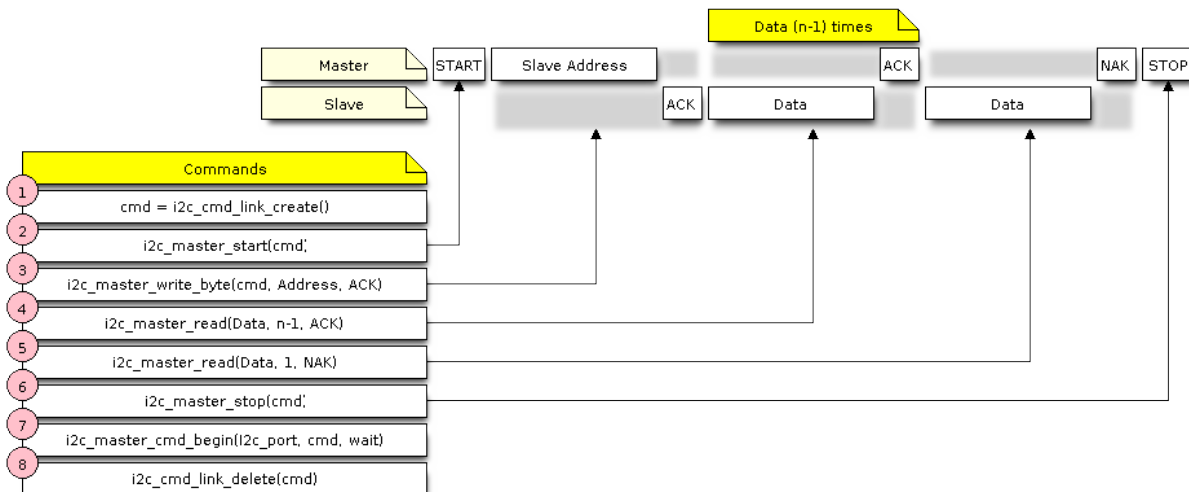 Data (n-1) times
Master START Slave Address ACK NAK STOP
Slave ACK Data Data
Commands
1
cmd = i2c_cmd_link_create()
2
i2c_master_start(cmd;
3
i2c_master_write_byte(cmd, Address, ACK)
4
i2c_master_read(Data, n-1, ACK)
5
i2c_master_read(Data, 1, NAK)
6
i2c_master_stop(cmd;
7
i2c_master_cmd_begin(I2c_port, cmd, wait)
8
i2c_cmd_link_delete(cmd)